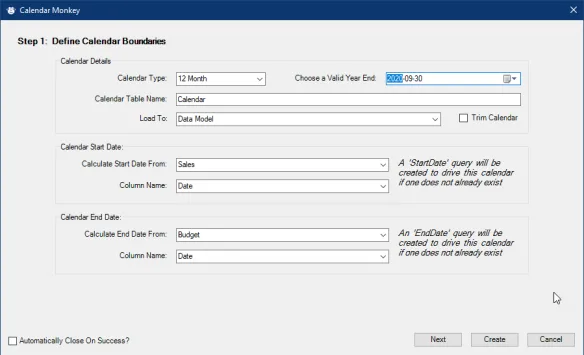 Calendar Monkey
Step 1: Define Calendar Boundaries
Calendar Details
Calendar Type: 12 Month Choose a Valid Year End: 2020-09-30
Calendar Table Name: Calendar
Load To: Data Model Trim Calendar
Calendar Start Date:
Calculate Start Date From: Sales
Column Name: Date
A 'StartDate' query will be
created to drive this calendar
if one does not already exist
Calendar End Date:
Calculate End Date From: Budget
Column Name: Date
An 'EndDate' query will be
created to drive this calendar
if one does not already exist
Automatically Close On Success? Next Create Cancel